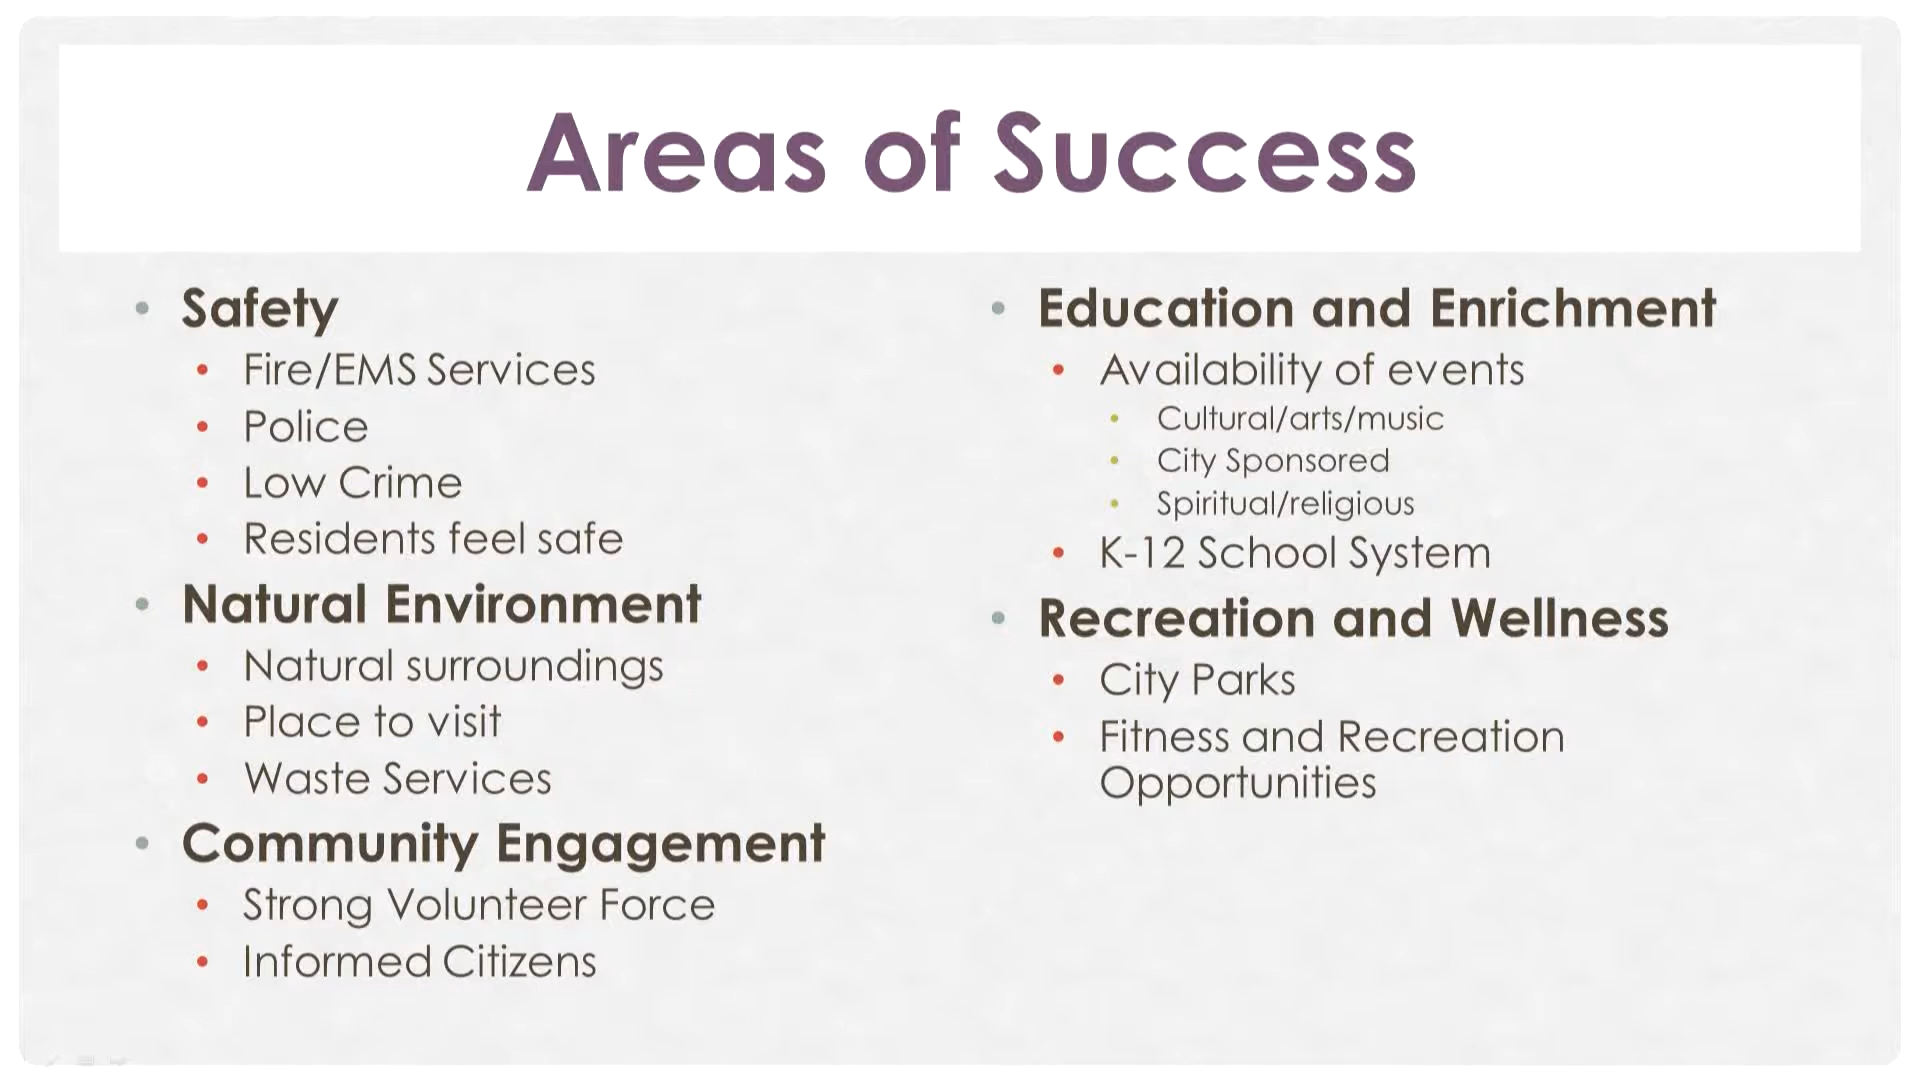 Areas of Success
• Safety
• Fire/EMS Services
• Police
• Low Crime
• Residents feel safe
• Natural Environment
• Natural surroundings
• Place to visit
• Waste Services
• Community Engagement
• Strong Volunteer Force
• Informed Citizens
• Education and Enrichment
• Availability of events
• Cultural/arts/music
• City Sponsored
• Spiritual/religious
• K-12 School System
• Recreation and Wellness
• City Parks
• Fitness and Recreation
Opportunities